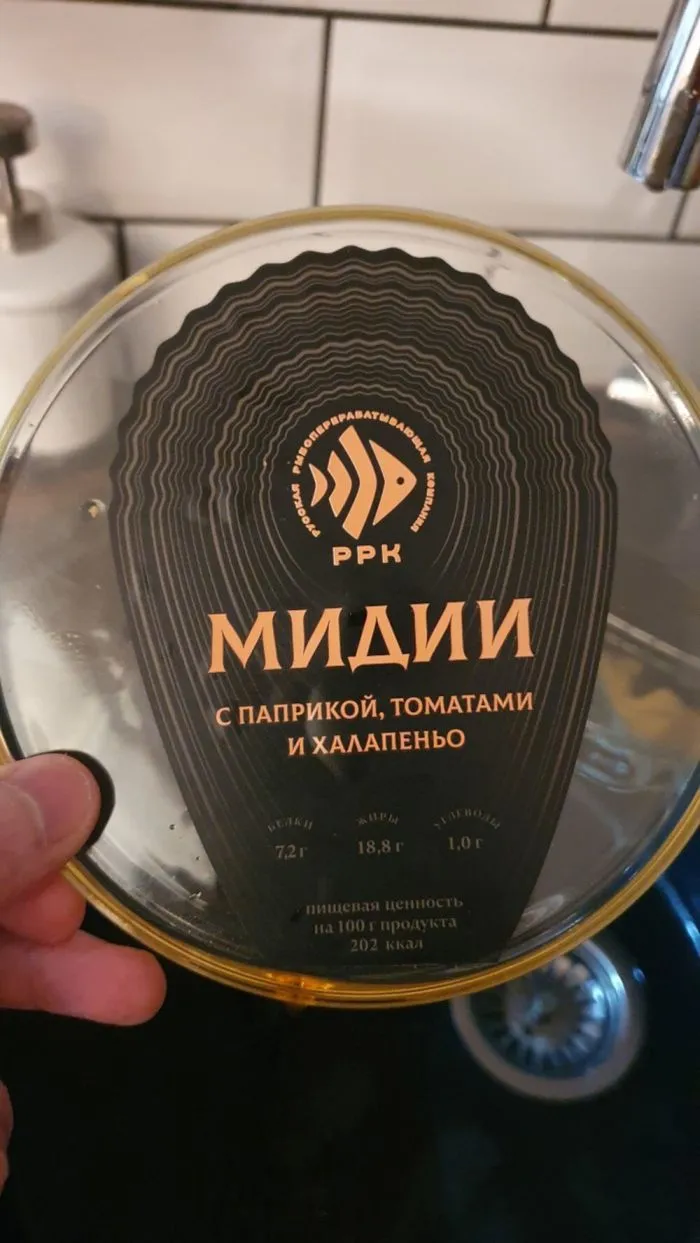 РУССКАЯ РЫБОПЕРЕРАБАТЫВАЮЩАЯ КОМПАНИЯ
РРК
МИДИИ
С ПАПРИКОЙ, ТОМАТАМИ
И ХАЛАПЕНЬО
БЕЛКИ ЖИРЫ УГЛЕВОДЫ
7,2 г 18,8 г 1,0 г
пищевая ценность
на 100 г продукта
202 ккал